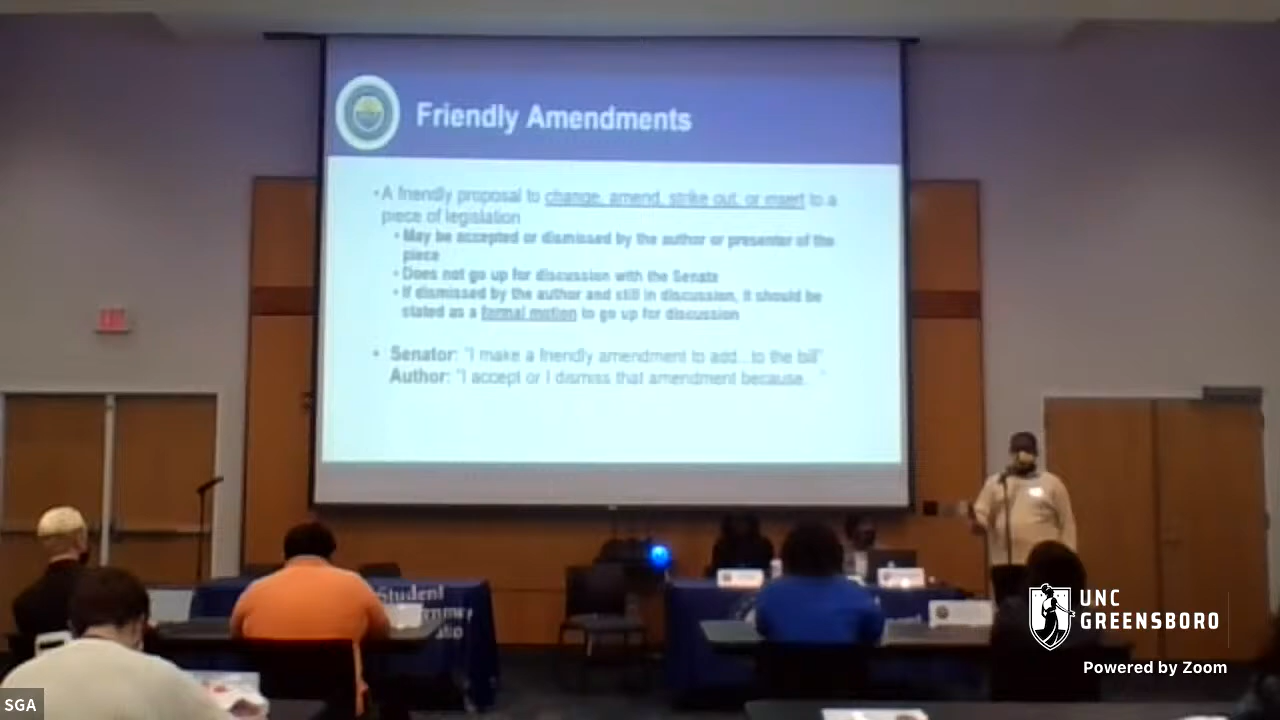 Friendly Amendments
•A friendly proposal to change, amend, strike out, or insert to a
piece of legislation
•May be accepted or dismissed by the author or presenter of the
piece
•Does not go up for discussion with the Senate
•If dismissed by the author and still in discussion, it should be
stated as a formal motion to go up for discussion
• Senator: "I make a friendly amendment to add...to the bill"
Author: "I accept or I dismiss that amendment because..."
Student
UNC
GREENSBORO
Powered by Zoom
SGA